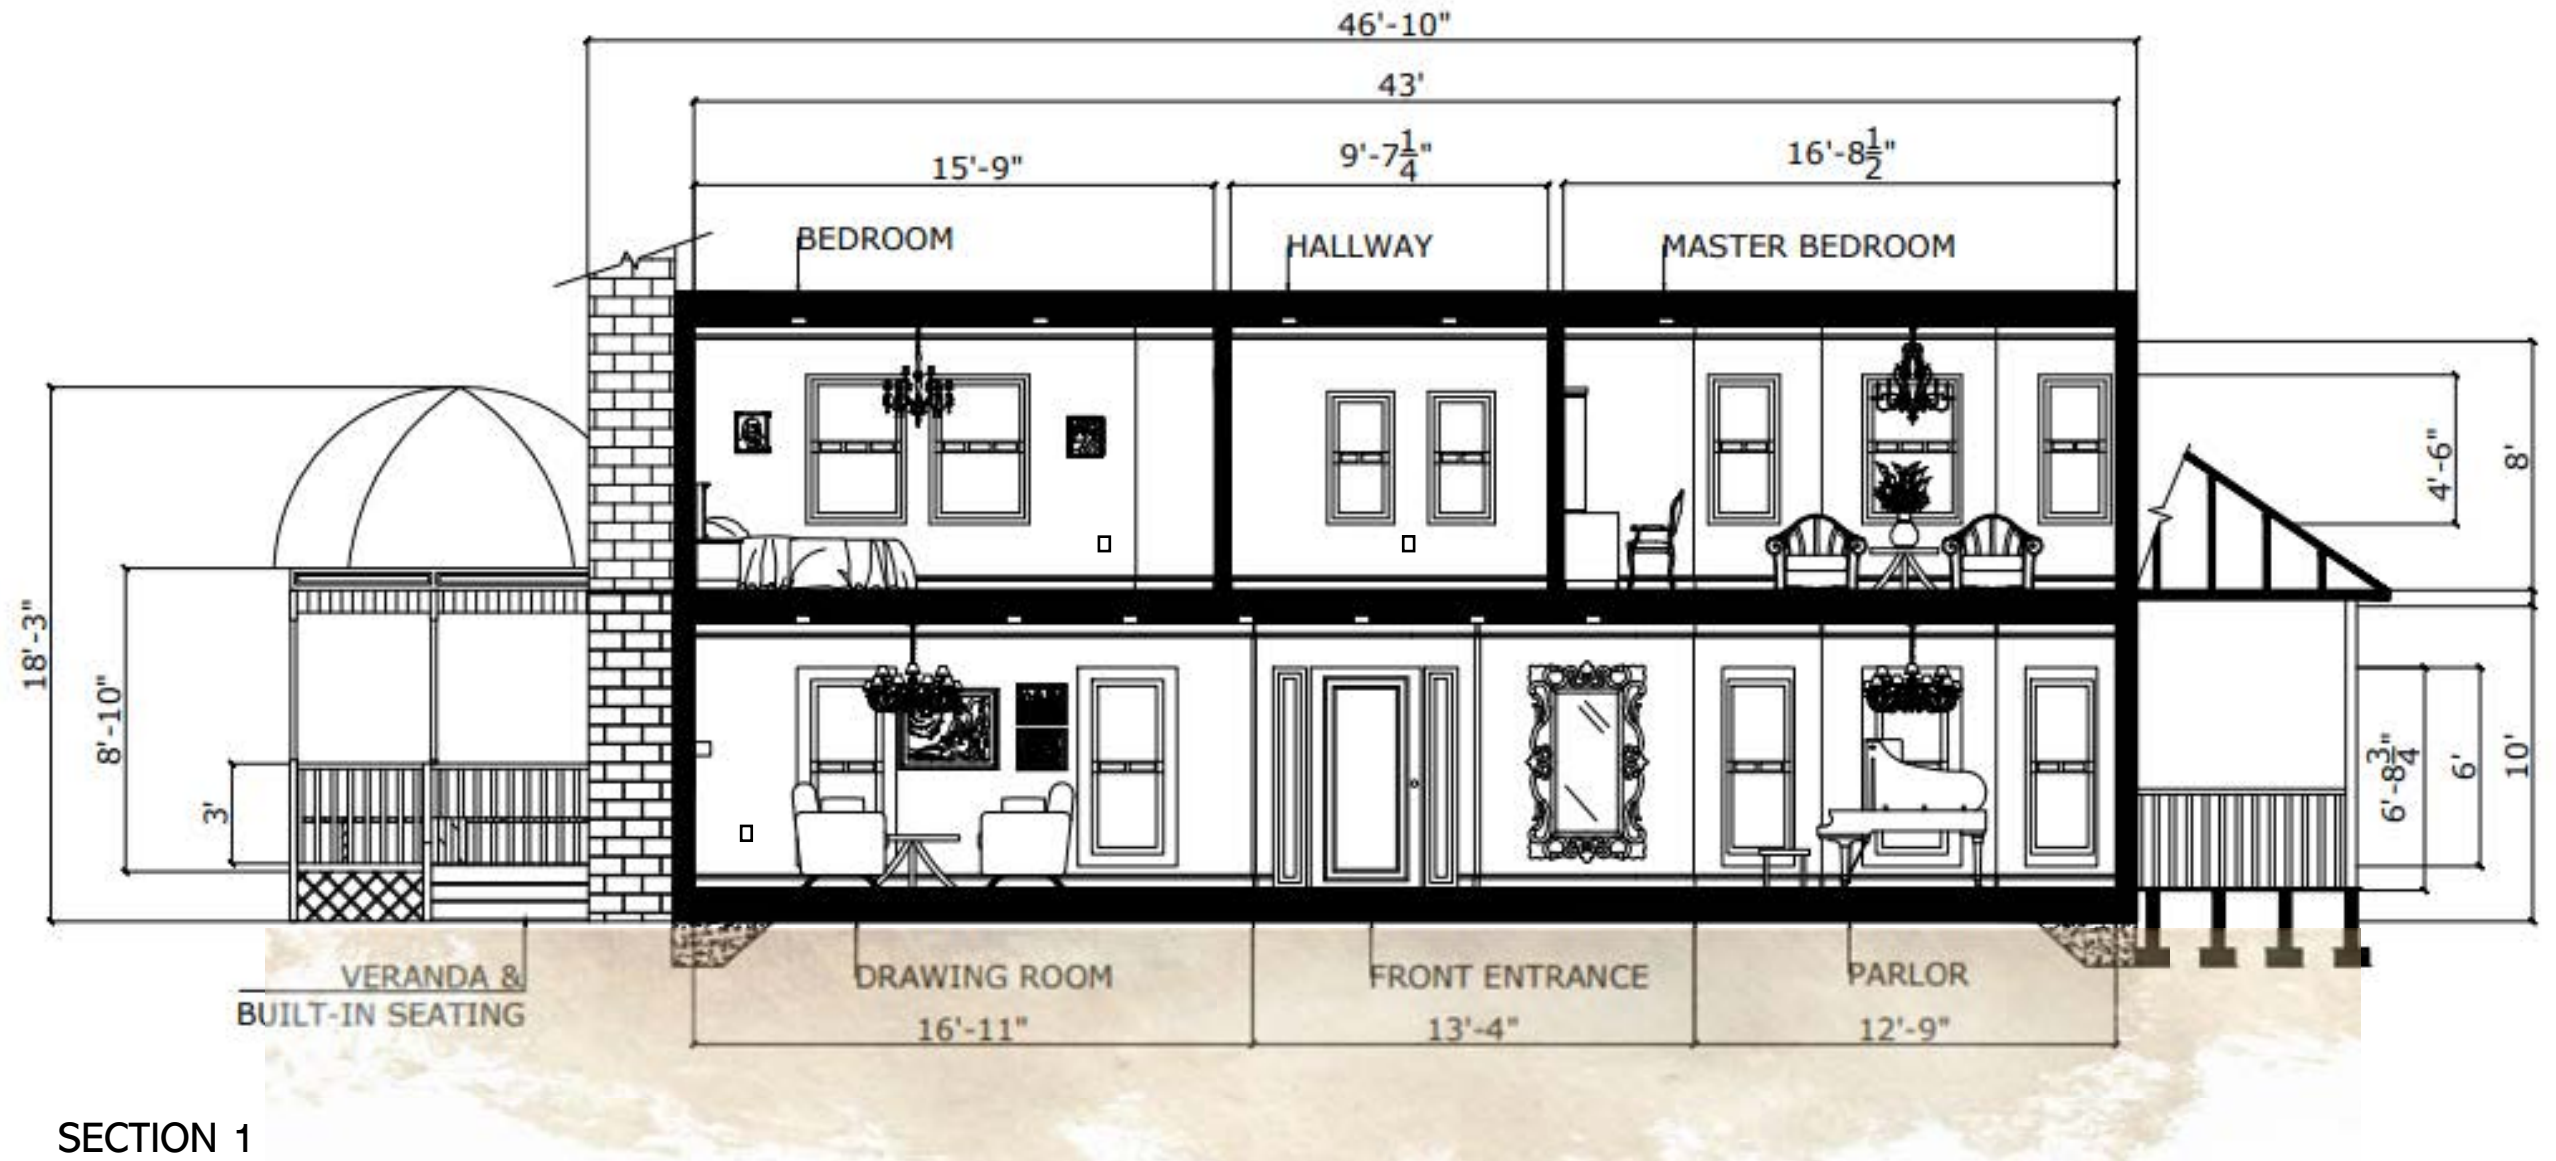 46'-10"
43'
15'-9"
9'-7 1/4"
16'-8 1/2"
BEDROOM
HALLWAY
MASTER BEDROOM
18'-3"
8'-10"
3'
4'-6"
8'
6'-8 3/4"
6'
10'
VERANDA &
BUILT-IN SEATING
DRAWING ROOM
FRONT ENTRANCE
PARLOR
16'-11"
13'-4"
12'-9"
SECTION 1